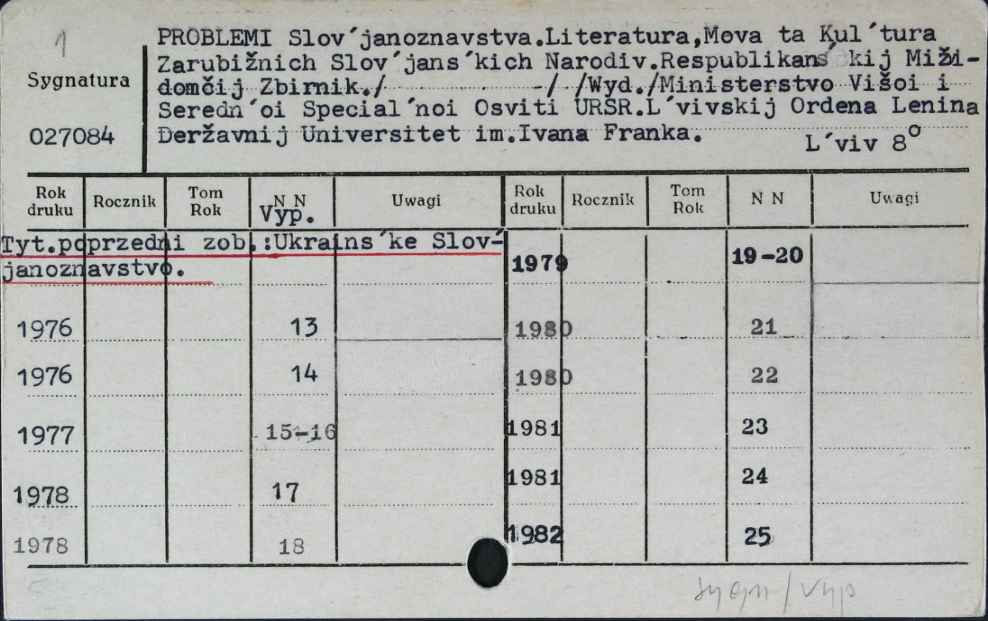 1
PROBLEMI Slov´janoznavstva.Literatura,Mova ta Kul´tura
Zarubižnich Slov´jans´kich Narodiv.Respublikans´kij Miži-
Sygnatura
domčij Zbirnik./ -/ /Wyd./Ministerstvo Višoi i
Seredn´oi Special´noi Osviti URSR.L´vivskij Ordena Lenina
027084
Deržavnij Universitet im.Ivana Franka. L´viv 8°
Rok druku Rocznik Tom Rok N N Uwagi Rok druku Rocznik Tom Rok N N Uwagi
Vyp.
Tyt.poprzedni zob.:Ukrains´ke Slov-
janoznavstvo.
1979 19-20
1976 13 1980 21
1976 14 1980 22
1977 15-16 1981 23
1978 17 1981 24
1978 18 1982 25
sygn/vyp